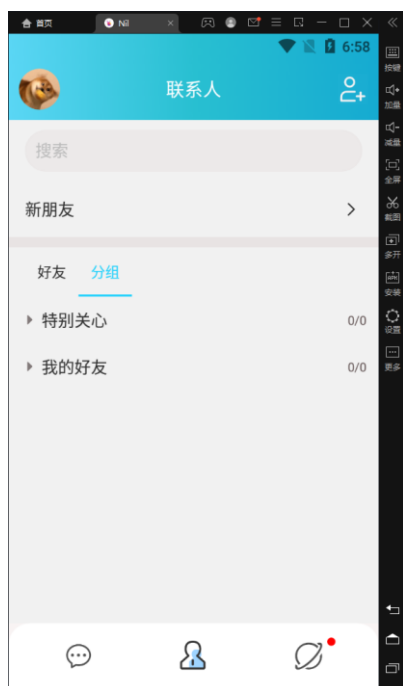 首页
Nil
6:58
联系人
搜索
新朋友
好友 分组
特别关心 0/0
我的好友 0/0
按键
加量
减量
全屏
截图
多开
安装
设置
更多